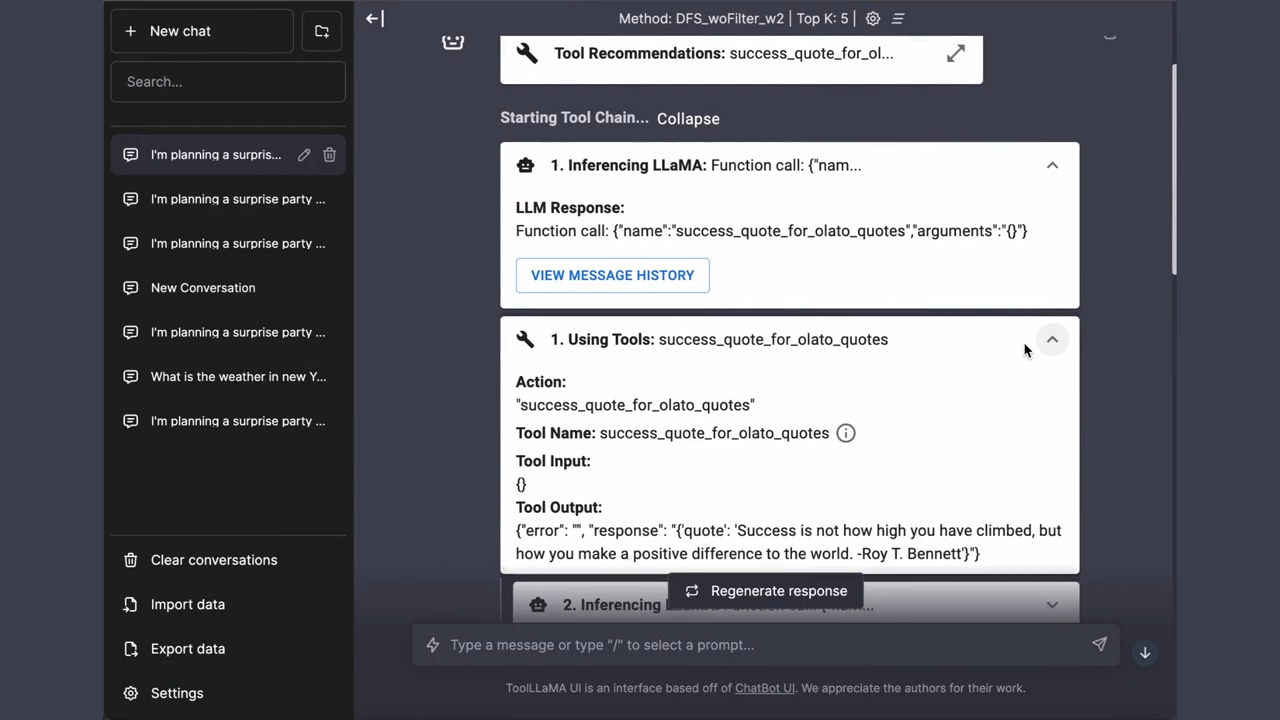 New chat
Search...
I'm planning a surpris...
I'm planning a surprise party ...
I'm planning a surprise party ...
New Conversation
I'm planning a surprise party ...
What is the weather in new Y...
I'm planning a surprise party ...
Clear conversations
Import data
Export data
Settings
Method: DFS_woFilter_w2 | Top K: 5 |
Tool Recommendations: success_quote_for_ol...
Starting Tool Chain... Collapse
1. Inferencing LLaMA: Function call: {"nam...
LLM Response:
Function call: {"name":"success_quote_for_olato_quotes","arguments":"{}"}
VIEW MESSAGE HISTORY
1. Using Tools: success_quote_for_olato_quotes
Action:
"success_quote_for_olato_quotes"
Tool Name: success_quote_for_olato_quotes
Tool Input:
{}
Tool Output:
{"error": "", "response": "{'quote': 'Success is not how high you have climbed, but
how you make a positive difference to the world. -Roy T. Bennett'}"}
Regenerate response
2. Inferencing
Type a message or type "/" to select a prompt...
ToolLLaMA UI is an interface based off of ChatBot UI. We appreciate the authors for their work.